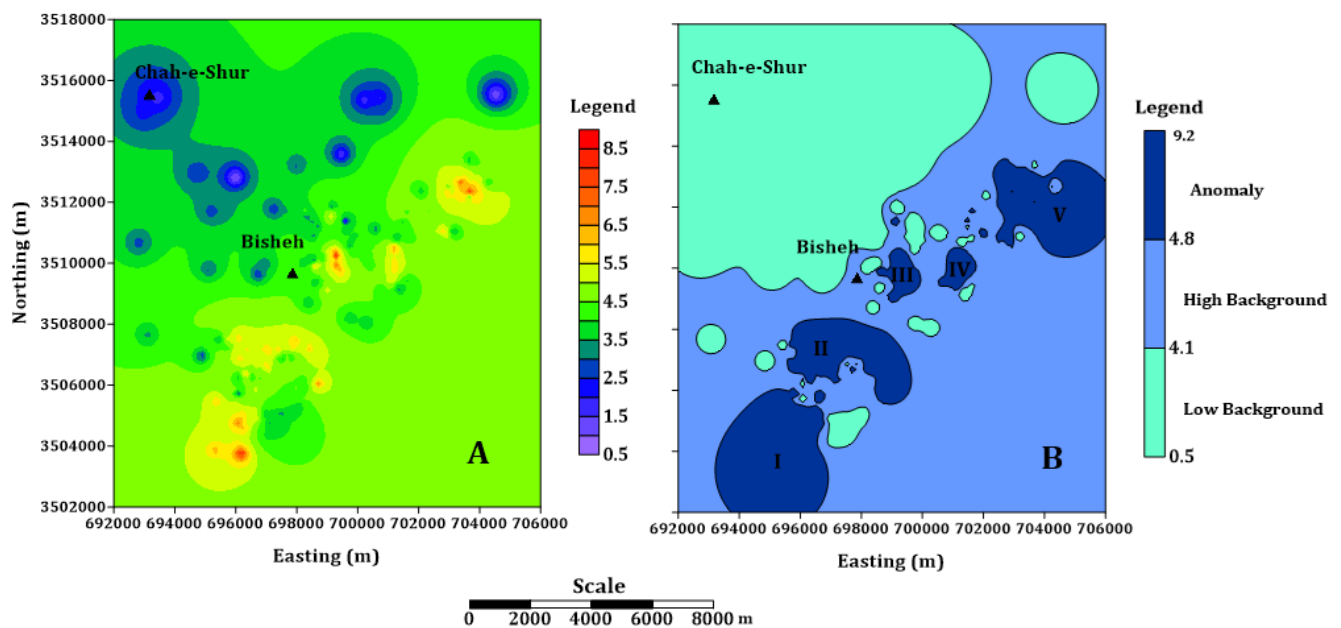 3518000
3516000
3514000
3512000
3510000
3508000
3506000
3504000
3502000
Northing (m)
692000 694000 696000 698000 700000 702000 704000 706000
Easting (m)
Chah-e-Shur
Bisheh
A
Legend
8.5
7.5
6.5
5.5
4.5
3.5
2.5
1.5
0.5
Chah-e-Shur
Bisheh
I
II
III
IV
V
B
692000 694000 696000 698000 700000 702000 704000 706000
Easting (m)
Legend
9.2
Anomaly
4.8
High Background
4.1
Low Background
0.5
Scale
0 2000 4000 6000 8000 m